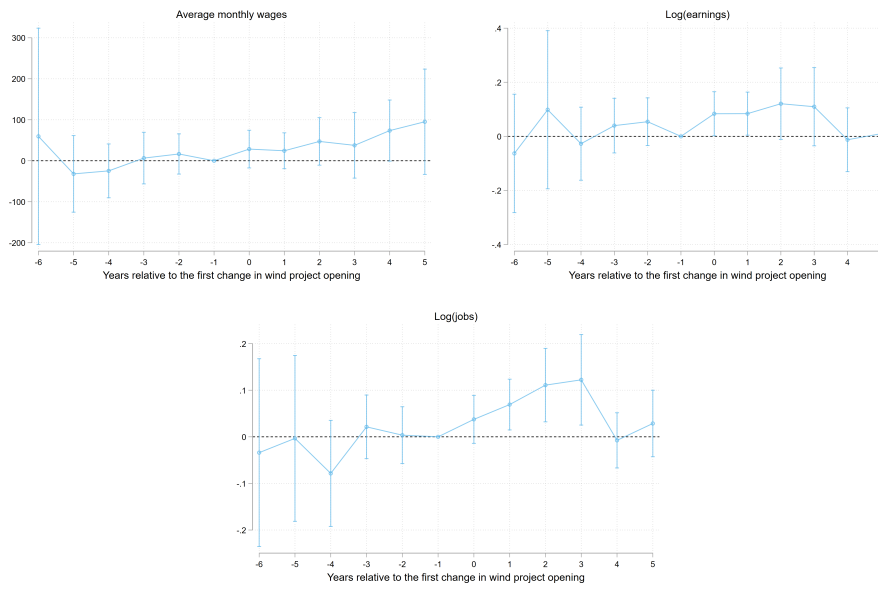 Average monthly wages
300
200
100
0
-100
-200
-6 -5 -4 -3 -2 -1 0 1 2 3 4 5
Years relative to the first change in wind project opening
Log(earnings)
.4
.2
0
-.2
-.4
-6 -5 -4 -3 -2 -1 0 1 2 3 4
Years relative to the first change in wind project opening
Log(jobs)
.2
.1
0
-.1
-.2
-6 -5 -4 -3 -2 -1 0 1 2 3 4 5
Years relative to the first change in wind project opening